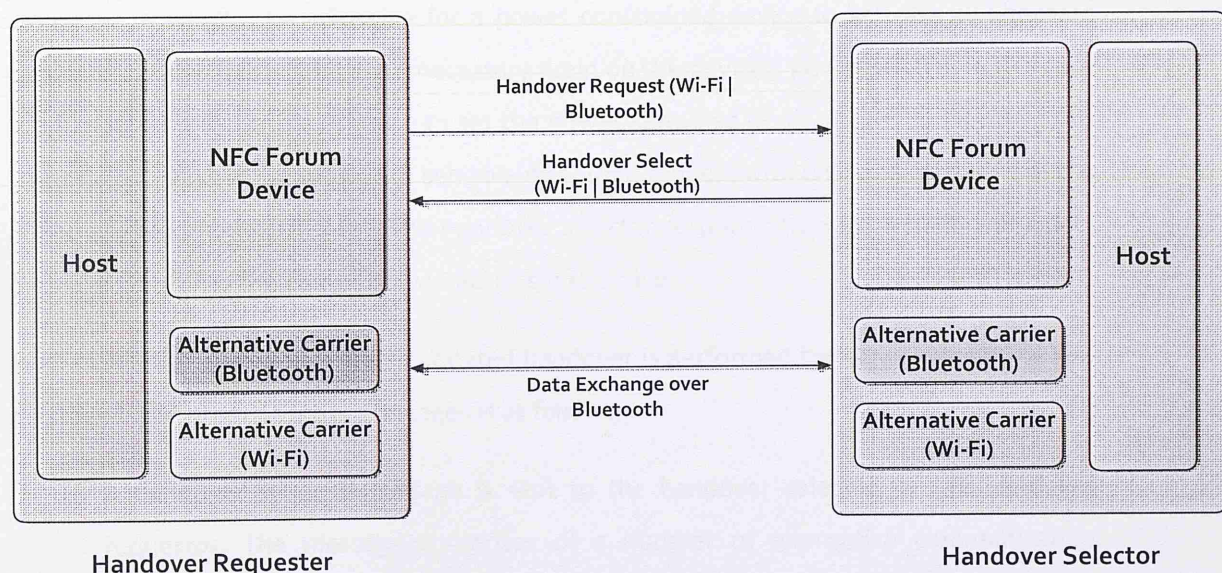 Host
NFC Forum
Device
Alternative Carrier
(Bluetooth)
Alternative Carrier
(Wi-Fi)
Handover Requester
Handover Request (Wi-Fi |
Bluetooth)
Handover Select
(Wi-Fi | Bluetooth)
Data Exchange over
Bluetooth
NFC Forum
Device
Host
Alternative Carrier
(Bluetooth)
Alternative Carrier
(Wi-Fi)
Handover Selector